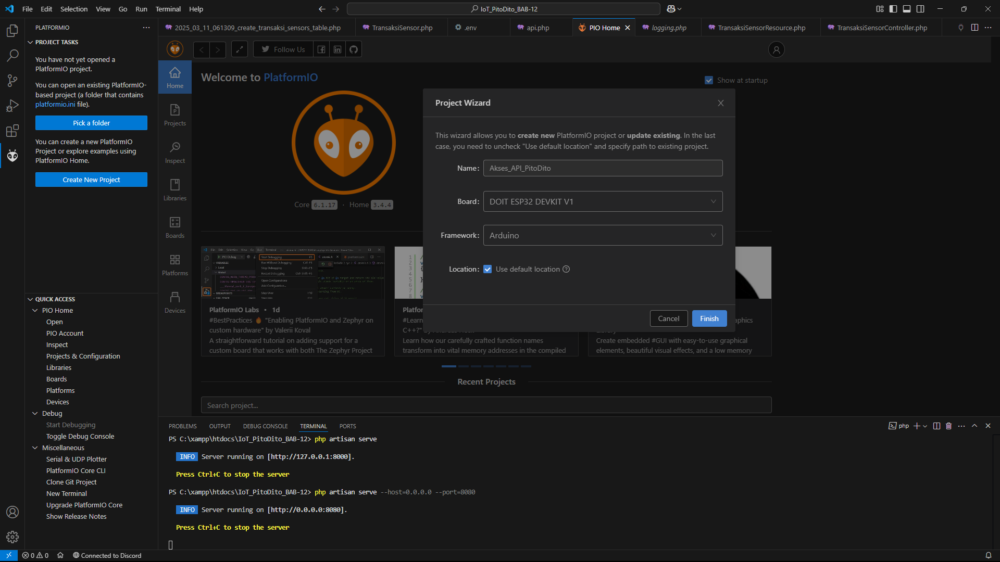 File Edit Selection View Go Run Terminal Help
IoT_PitoDito_BAB-12
PLATFORMIO
PROJECT TASKS
You have not yet opened a
PlatformIO project.
You can open an existing PlatformIO-
based project (a folder that contains
platformio.ini file).
Pick a folder
You can create a new PlatformIO
Project or explore examples using
PlatformIO Home.
Create New Project
QUICK ACCESS
PIO Home
Open
PIO Account
Inspect
Projects & Configuration
Libraries
Boards
Platforms
Devices
Debug
Start Debugging
Toggle Debug Console
Miscellaneous
Serial & UDP Plotter
PlatformIO Core CLI
Clone Git Project
New Terminal
Upgrade PlatformIO Core
Show Release Notes
2025_03_11_061309_create_transaksi_sensors_table.php
TransaksiSensor.php
.env
api.php
PIO Home
logging.php
TransaksiSensorResource.php
TransaksiSensorController.php
Follow Us
Home
Projects
Inspect
Libraries
Boards
Platforms
Devices
Welcome to PlatformIO
Show at startup
Core 6.1.17 · Home 3.4.4
Project Wizard
This wizard allows you to create new PlatformIO project or update existing. In the last
case, you need to uncheck "Use default location" and specify path to existing project.
Name: Akses_API_PitoDito
Board: DOIT ESP32 DEVKIT V1
Framework: Arduino
Location: Use default location
Cancel Finish
PlatformIO Labs • 1d
#BestPractices "Enabling PlatformIO and Zephyr on
custom hardware" by Valerii Koval
A straightforward tutorial on adding support for a
custom board that works with both The Zephyr Project
Platfor
#Learn
Learn how our carefully crafted function names
transform into vital memory addresses in the compiled
aphics
Create embedded #GUI with easy-to-use graphical
elements, beautiful visual effects, and a low memory
Recent Projects
Search project...
PROBLEMS OUTPUT DEBUG CONSOLE TERMINAL PORTS
php
PS C:\xampp\htdocs\IoT_PitoDito_BAB-12> php artisan serve
INFO Server running on [http://127.0.0.1:8000].
Press Ctrl+C to stop the server
PS C:\xampp\htdocs\IoT_PitoDito_BAB-12> php artisan serve --host=0.0.0.0 --port=8080
INFO Server running on [http://0.0.0.0:8080].
Press Ctrl+C to stop the server
0 0 Connected to Discord